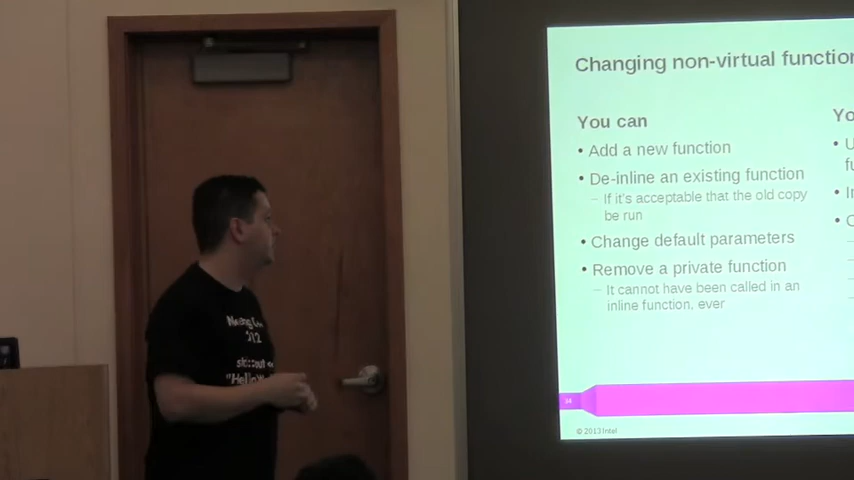 Changing non-virtual function
You can
• Add a new function
• De-inline an existing function
– If it's acceptable that the old copy
be run
• Change default parameters
• Remove a private function
– It cannot have been called in an
inline function, ever
34
© 2013 Intel